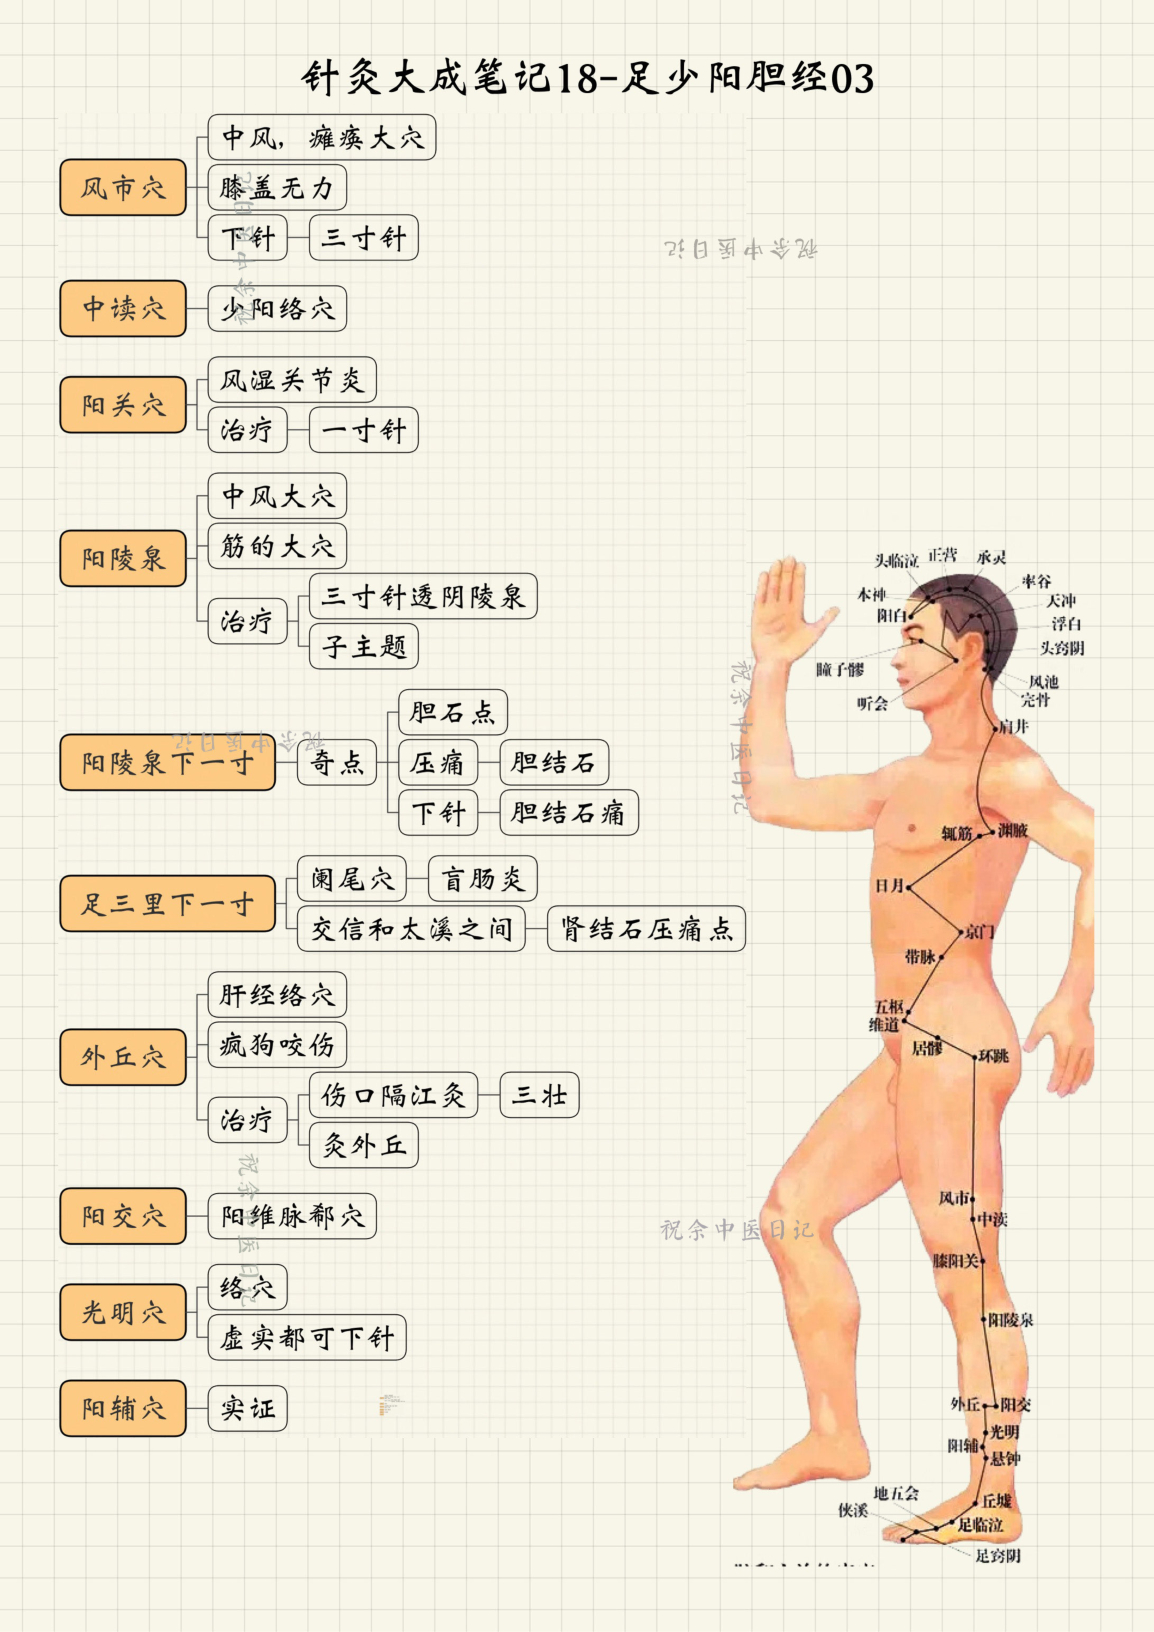 针灸大成笔记18-足少阳胆经03
风市穴
中风，瘫痪大穴
膝盖无力
下针
三寸针
中读穴
少阳络穴
阳关穴
风湿关节炎
治疗
一寸针
阳陵泉
中风大穴
筋的大穴
治疗
三寸针透阴陵泉
子主题
阳陵泉下一寸
奇点
胆石点
压痛
胆结石
下针
胆结石痛
足三里下一寸
阑尾穴
盲肠炎
交信和太溪之间
肾结石压痛点
外丘穴
肝经络穴
疯狗咬伤
治疗
伤口隔江灸
三壮
灸外丘
阳交穴
阳维脉郄穴
光明穴
络穴
虚实都可下针
阳辅穴
实证
头临泣
正营
承灵
本神
率谷
阳白
天冲
浮白
头窍阴
瞳子髎
风池
听会
完骨
肩井
辄筋
渊腋
日月
京门
带脉
五枢
维道
居髎
环跳
风市
中渎
膝阳关
阳陵泉
外丘
阳交
光明
阳辅
悬钟
地五会
丘墟
侠溪
足临泣
足窍阴
祝余中医日记
祝余中医日记
祝余中医日记
祝余中医日记
祝余中医日记
祝余中医日记